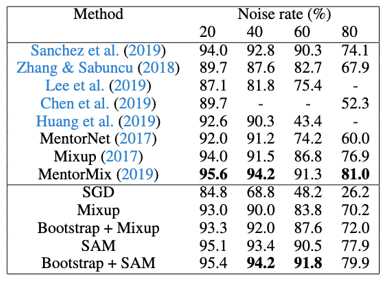 Method Noise rate (%)
20 40 60 80
Sanchez et al. (2019) 94.0 92.8 90.3 74.1
Zhang & Sabuncu (2018) 89.7 87.6 82.7 67.9
Lee et al. (2019) 87.1 81.8 75.4 -
Chen et al. (2019) 89.7 - - 52.3
Huang et al. (2019) 92.6 90.3 43.4 -
MentorNet (2017) 92.0 91.2 74.2 60.0
Mixup (2017) 94.0 91.5 86.8 76.9
MentorMix (2019) 95.6 94.2 91.3 81.0
SGD 84.8 68.8 48.2 26.2
Mixup 93.0 90.0 83.8 70.2
Bootstrap + Mixup 93.3 92.0 87.6 72.0
SAM 95.1 93.4 90.5 77.9
Bootstrap + SAM 95.4 94.2 91.8 79.9